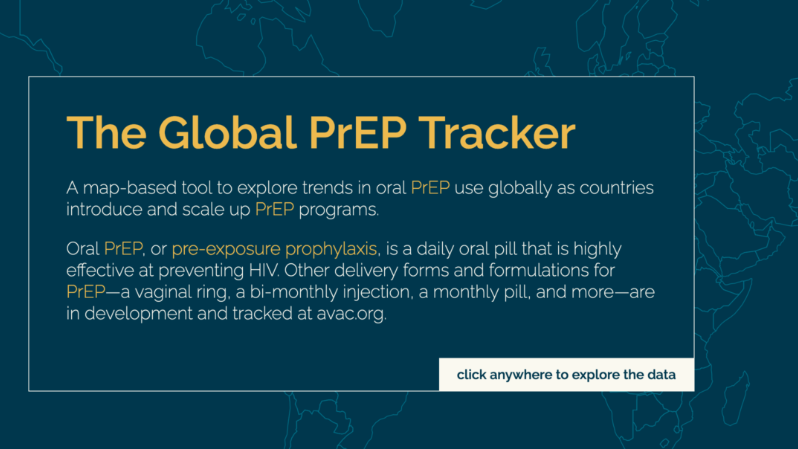 The Global PrEP Tracker
A map-based tool to explore trends in oral PrEP use globally as countries
introduce and scale up PrEP programs.
Oral PrEP, or pre-exposure prophylaxis, is a daily oral pill that is highly
effective at preventing HIV. Other delivery forms and formulations for
PrEP—a vaginal ring, a bi-monthly injection, a monthly pill, and more—are
in development and tracked at avac.org.
click anywhere to explore the data